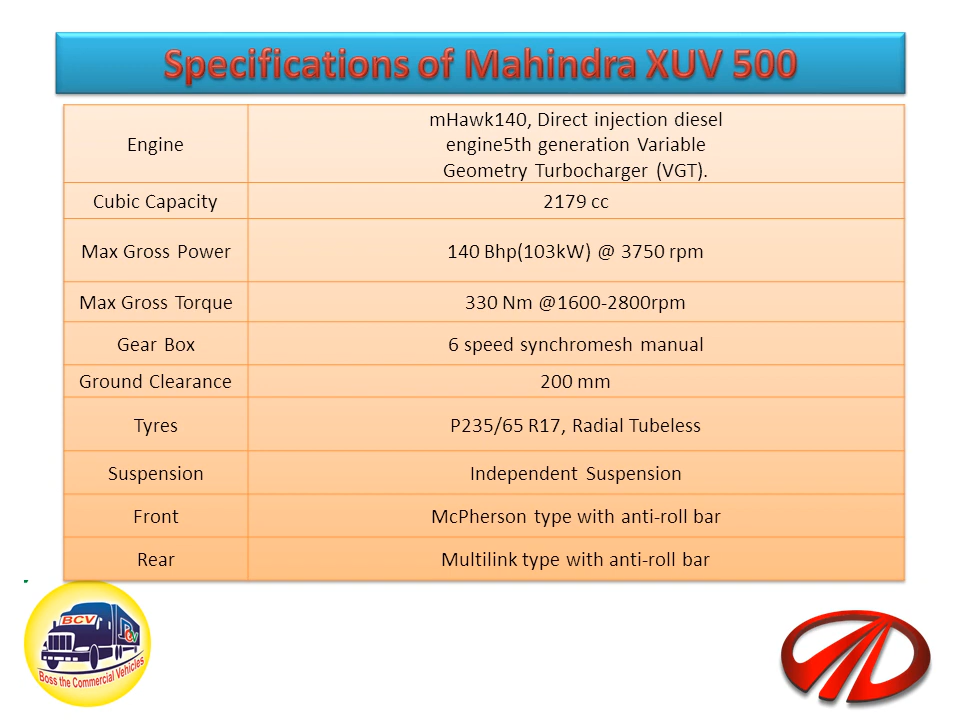 Specifications of Mahindra XUV 500
Engine
mHawk140, Direct injection diesel
engine5th generation Variable
Geometry Turbocharger (VGT).
Cubic Capacity
2179 cc
Max Gross Power
140 Bhp(103kW) @ 3750 rpm
Max Gross Torque
330 Nm @1600-2800rpm
Gear Box
6 speed synchromesh manual
Ground Clearance
200 mm
Tyres
P235/65 R17, Radial Tubeless
Suspension
Independent Suspension
Front
McPherson type with anti-roll bar
Rear
Multilink type with anti-roll bar
BCV
Boss the Commercial Vehicles